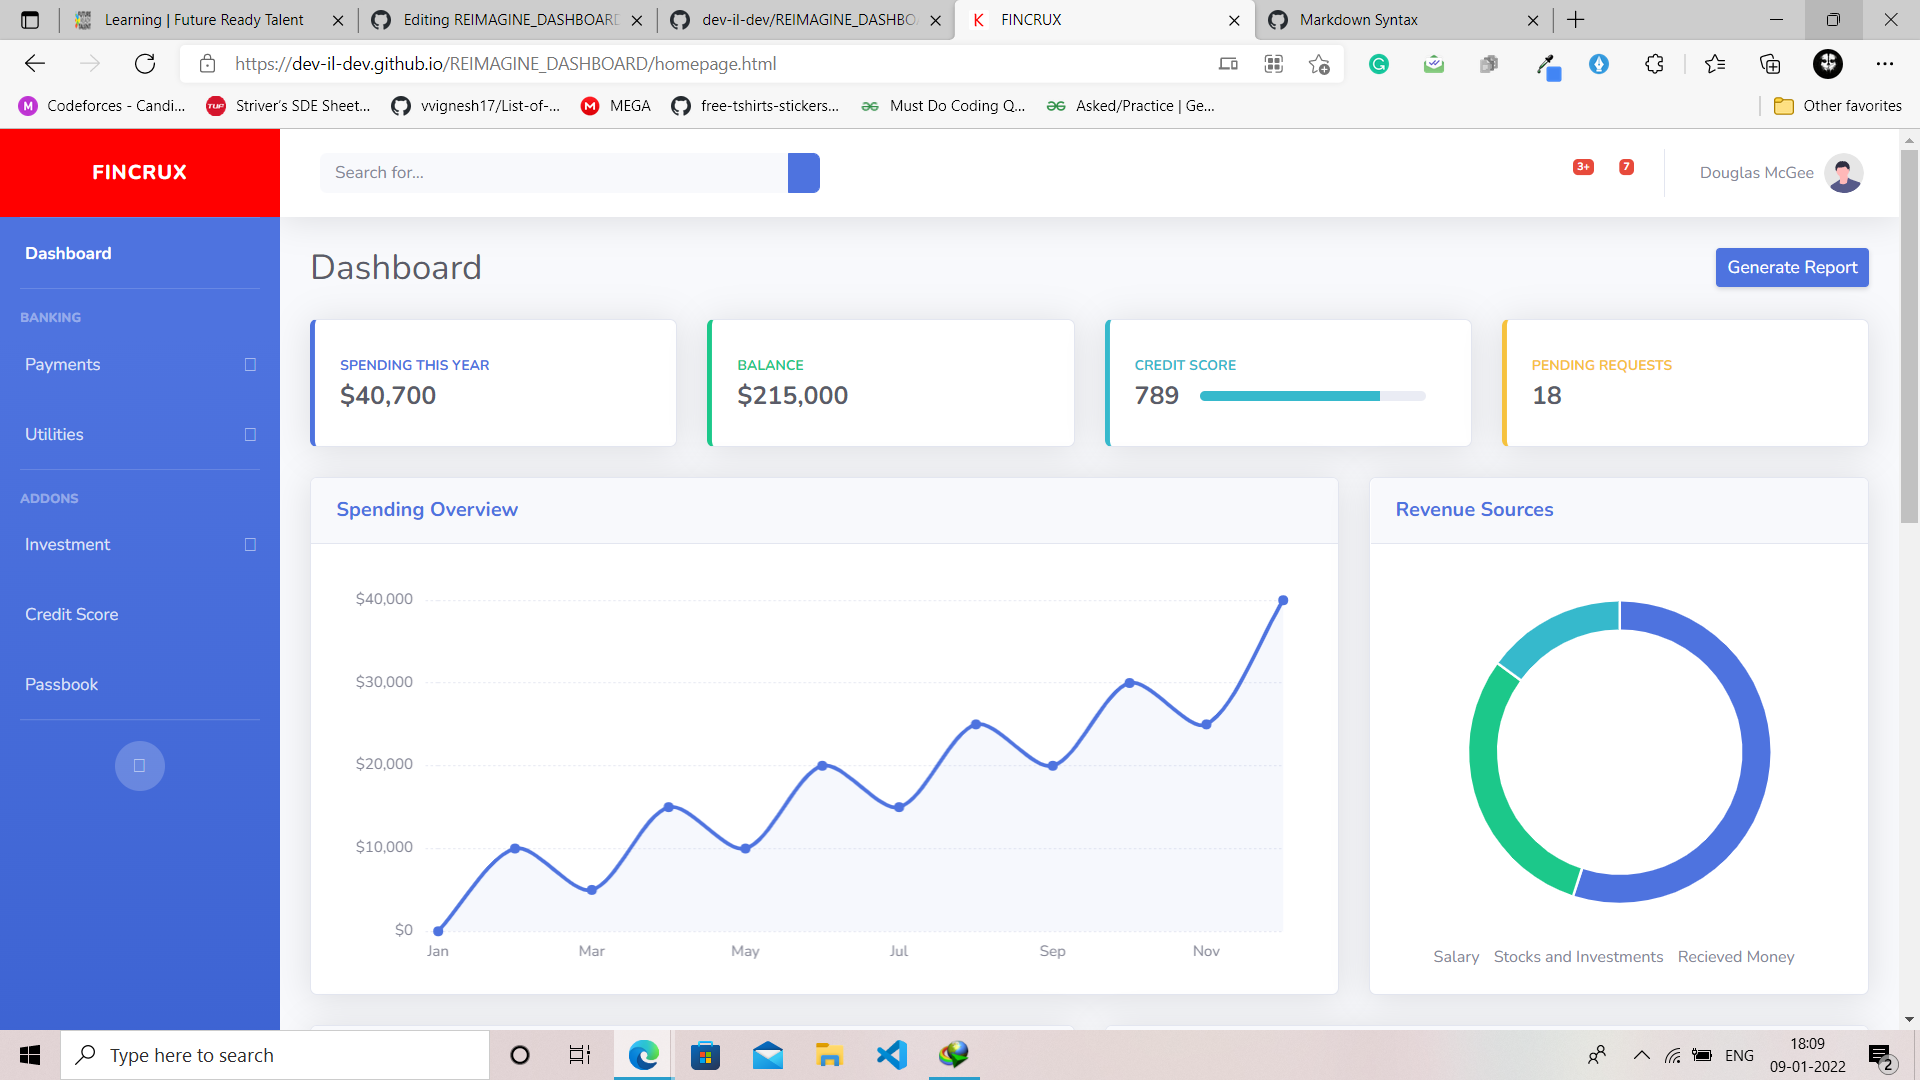 Learning | Future Ready Talent
Editing REIMAGINE_DASHBOARD
dev-il-dev/REIMAGINE_DASHBO
K FINCRUX
Markdown Syntax
https://dev-il-dev.github.io/REIMAGINE_DASHBOARD/homepage.html
M Codeforces - Candi...
TUF Striver's SDE Sheet...
vvignesh17/List-of-...
M MEGA
free-tshirts-stickers...
Must Do Coding Q...
Asked/Practice | Ge...
Other favorites
FINCRUX
Search for...
3+
7
Douglas McGee
Dashboard
BANKING
Payments
Utilities
ADDONS
Investment
Credit Score
Passbook
Dashboard
Generate Report
SPENDING THIS YEAR
$40,700
BALANCE
$215,000
CREDIT SCORE
789
PENDING REQUESTS
18
Spending Overview
$40,000
$30,000
$20,000
$10,000
$0
Jan Mar May Jul Sep Nov
Revenue Sources
Salary Stocks and Investments Recieved Money
Type here to search
ENG
18:09
09-01-2022
2